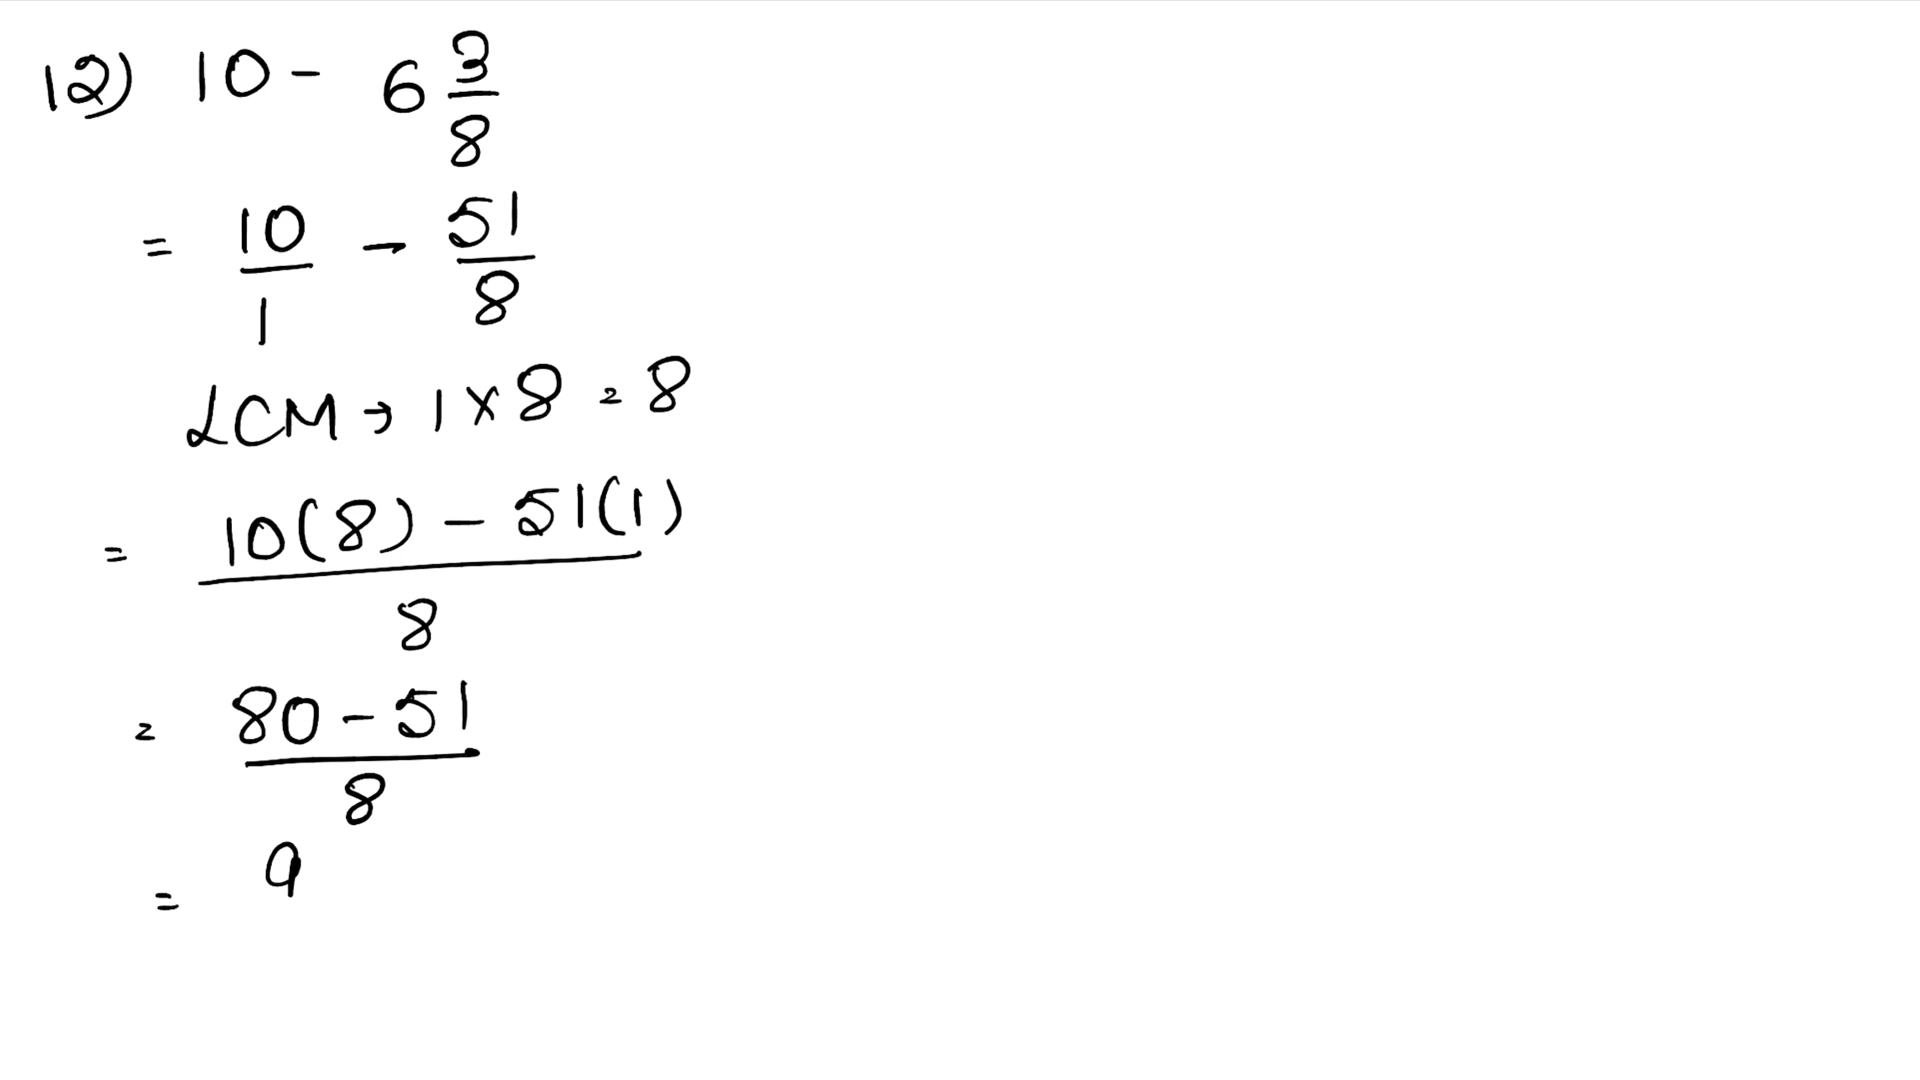 12) 10 - 6 3/8
= 10/1 - 51/8
LCM → 1 × 8 = 8
= 10(8) - 51(1) / 8
= 80 - 51 / 8
= 9